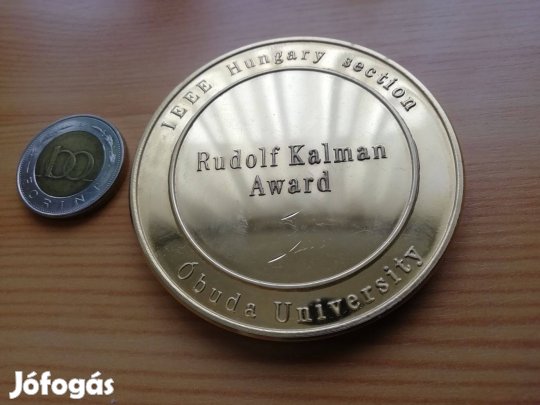 IEEE Hungary section
Rudolf Kalman
Award
Óbuda University
100
FORINT
Jófogás